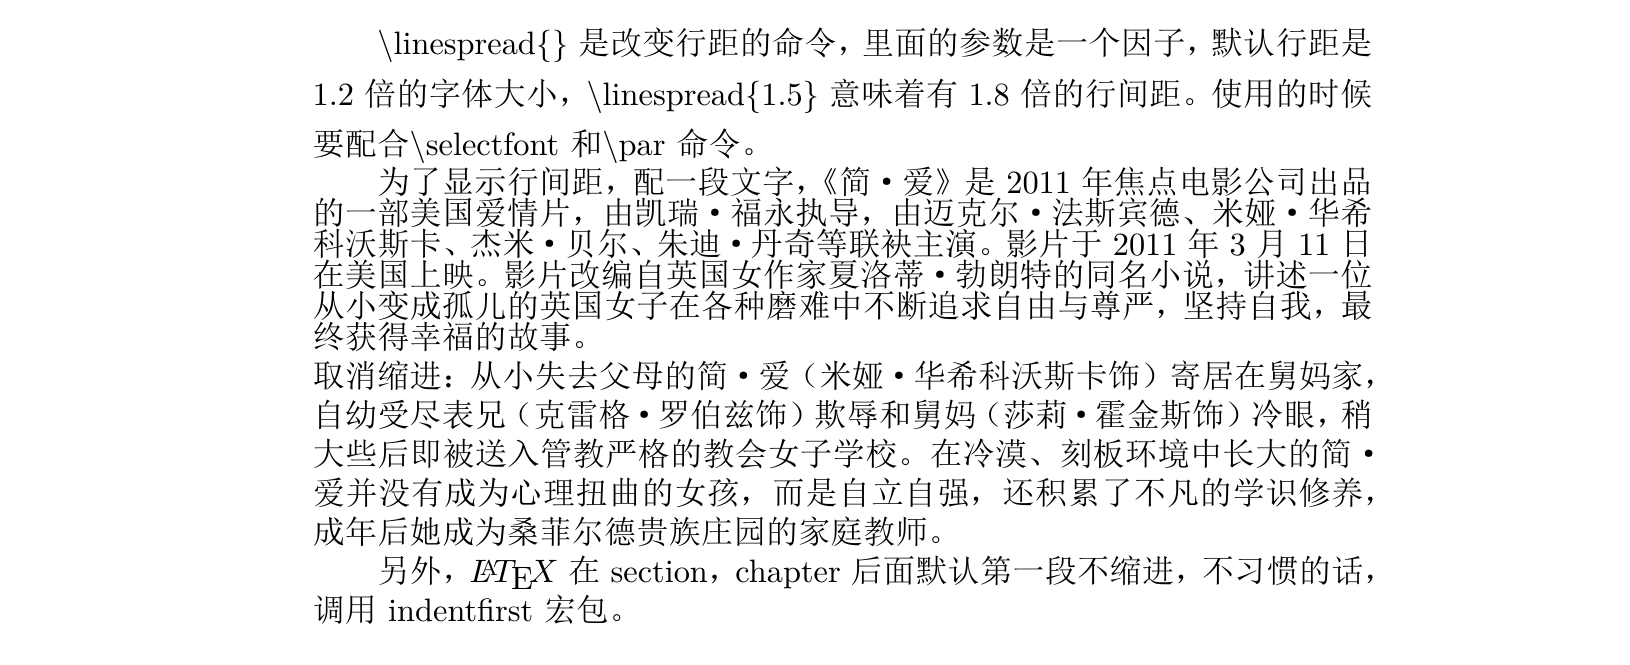 \linespread{} 是改变行距的命令，里面的参数是一个因子，默认行距是
1.2 倍的字体大小，\linespread{1.5} 意味着有 1.8 倍的行间距。使用的时候
要配合\selectfont 和\par 命令。
为了显示行间距，配一段文字，《简·爱》是 2011 年焦点电影公司出品
的一部美国爱情片，由凯瑞·福永执导，由迈克尔·法斯宾德、米娅·华希
科沃斯卡、杰米·贝尔、朱迪·丹奇等联袂主演。影片于 2011 年 3 月 11 日
在美国上映。影片改编自英国女作家夏洛蒂·勃朗特的同名小说，讲述一位
从小变成孤儿的英国女子在各种磨难中不断追求自由与尊严，坚持自我，最
终获得幸福的故事。
取消缩进：从小失去父母的简·爱（米娅·华希科沃斯卡饰）寄居在舅妈家，
自幼受尽表兄（克雷格·罗伯兹饰）欺辱和舅妈（莎莉·霍金斯饰）冷眼，稍
大些后即被送入管教严格的教会女子学校。在冷漠、刻板环境中长大的简·
爱并没有成为心理扭曲的女孩，而是自立自强，还积累了不凡的学识修养，
成年后她成为桑菲尔德贵族庄园的家庭教师。
另外，LATEX 在 section，chapter 后面默认第一段不缩进，不习惯的话，
调用 indentfirst 宏包。